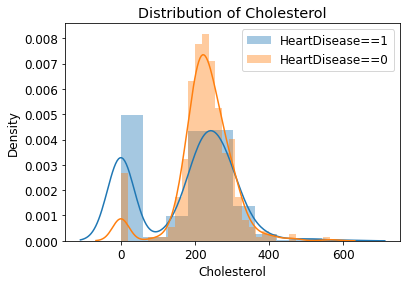 Distribution of Cholesterol
HeartDisease==1
HeartDisease==0
0.008
0.007
0.006
0.005
0.004
0.003
0.002
0.001
0.000
Density
0 200 400 600
Cholesterol